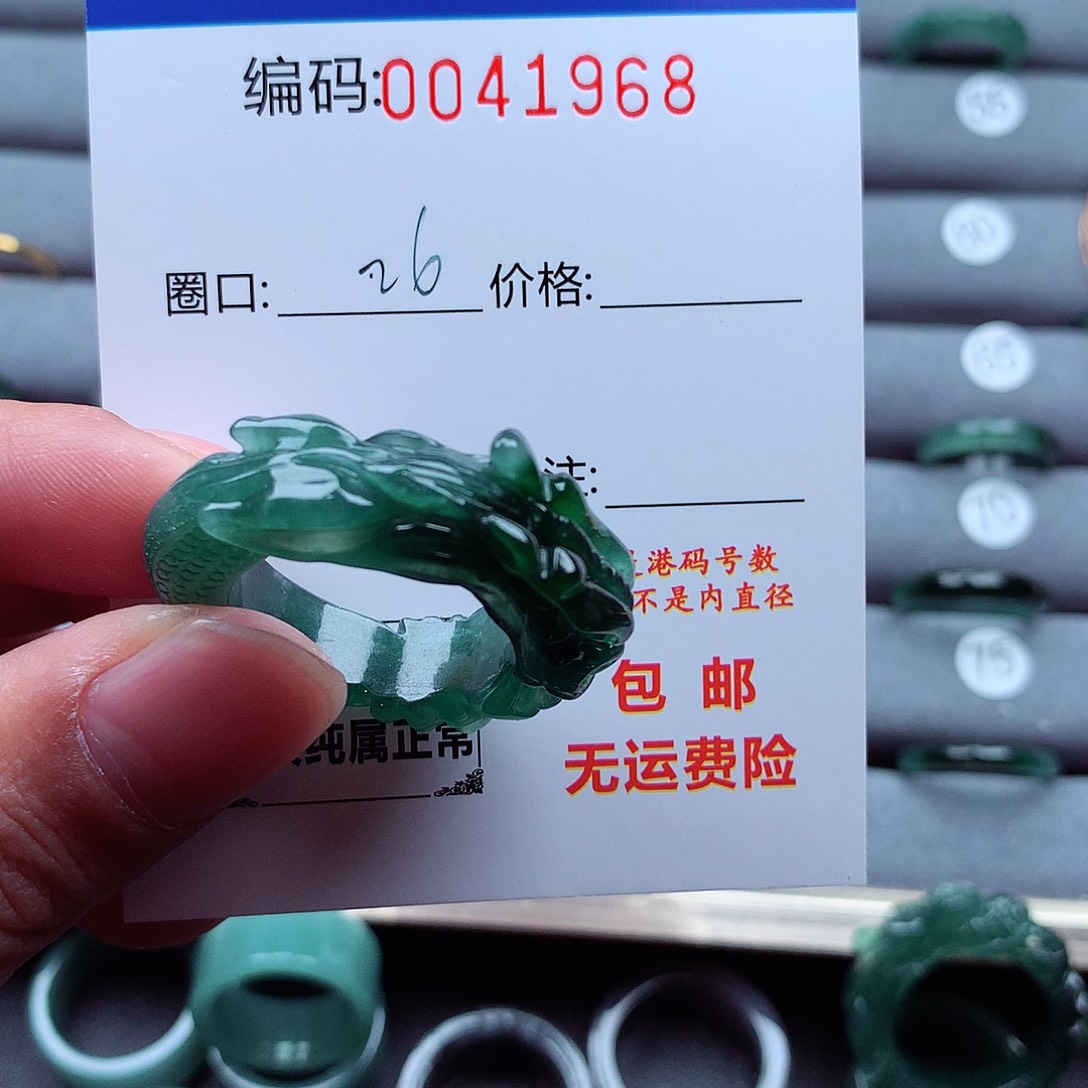 编码:0041968
圈口: 26 价格:
注:
港码号数
不是内直径
包邮
纯属正常
无运费险
55
60
65
70
75